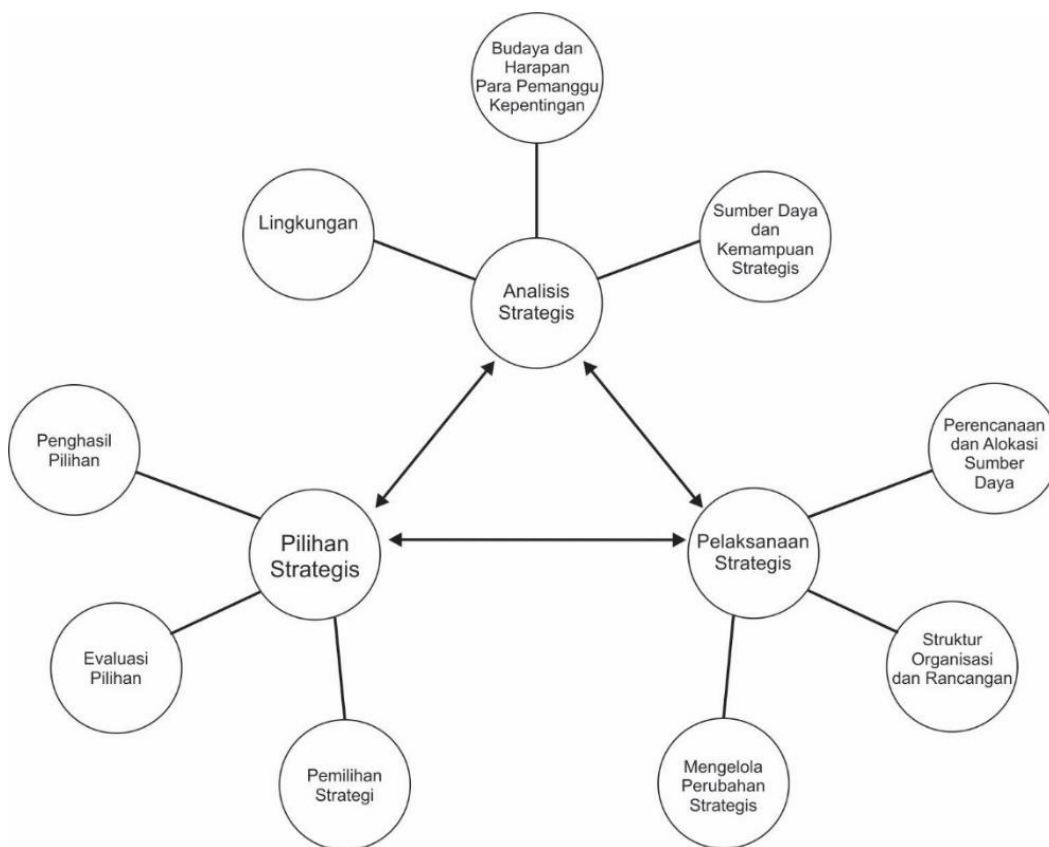 Budaya dan
Harapan
Para Pemanggu
Kepentingan
Lingkungan
Sumber Daya
dan
Kemampuan
Strategis
Analisis
Strategis
Penghasil
Pilihan
Perencanaan
dan Alokasi
Sumber
Daya
Pilihan
Strategis
Pelaksanaan
Strategis
Evaluasi
Pilihan
Struktur
Organisasi
dan Rancangan
Pemilihan
Strategi
Mengelola
Perubahan
Strategis